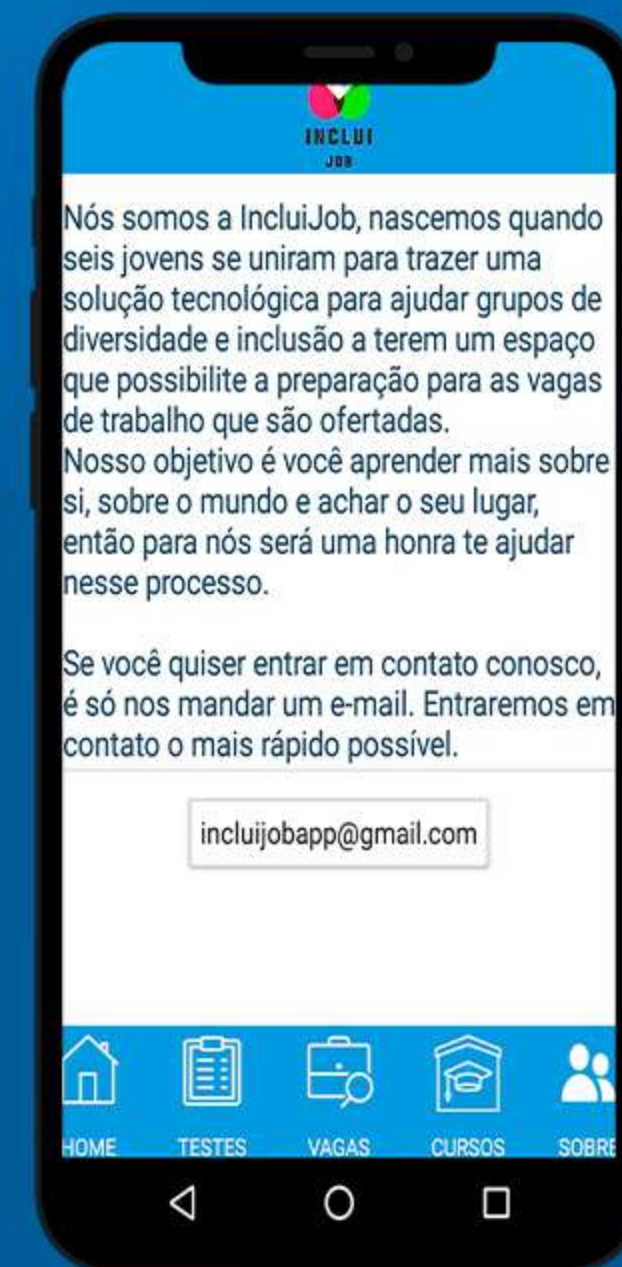 INCLUI
JOB
Nós somos a IncluiJob, nascemos quando
seis jovens se uniram para trazer uma
solução tecnológica para ajudar grupos de
diversidade e inclusão a terem um espaço
que possibilite a preparação para as vagas
de trabalho que são ofertadas.
Nosso objetivo é você aprender mais sobre
si, sobre o mundo e achar o seu lugar,
então para nós será uma honra te ajudar
nesse processo.
Se você quiser entrar em contato conosco,
é só nos mandar um e-mail. Entraremos em
contato o mais rápido possível.
incluijobapp@gmail.com
HOME TESTES VAGAS CURSOS SOBRE